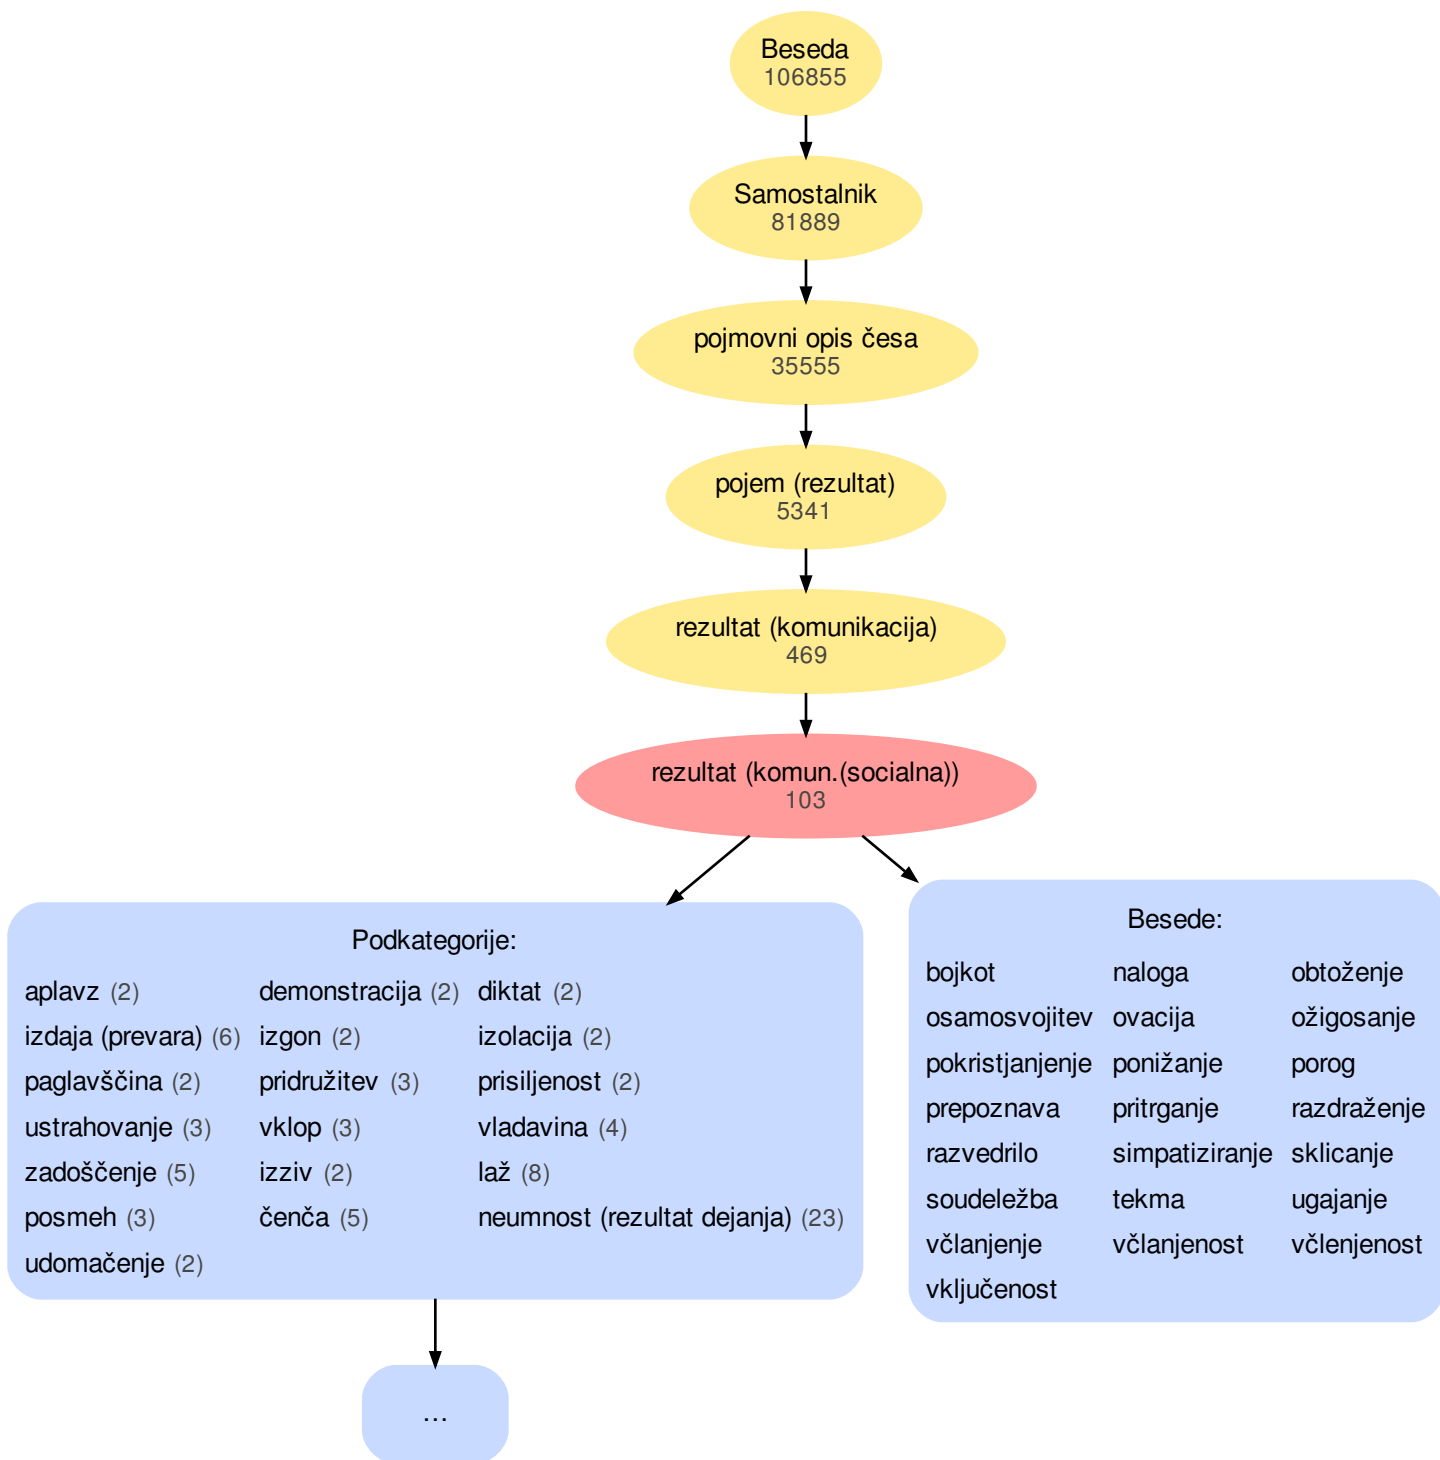 Beseda
106855
Samostalnik
81889
pojmovni opis česa
35555
pojem (rezultat)
5341
rezultat (komunikacija)
469
rezultat (komun.(socialna))
103
Podkategorije:
aplavz (2) demonstracija (2) diktat (2)
izdaja (prevara) (6) izgon (2) izolacija (2)
paglavščina (2) pridružitev (3) prisiljenost (2)
ustrahovanje (3) vklop (3) vladavina (4)
zadoščenje (5) izziv (2) laž (8)
posmeh (3) čenča (5) neumnost (rezultat dejanja) (23)
udomačenje (2)
...
Besede:
bojkot naloga obtoženje
osamosvojitev ovacija ožigosanje
pokristjanjenje ponižanje porog
prepoznava pritrganje razdraženje
razvedrilo simpatiziranje sklicanje
soudeležba tekma ugajanje
včlanjenje včlanjenost včlenjenost
vključenost